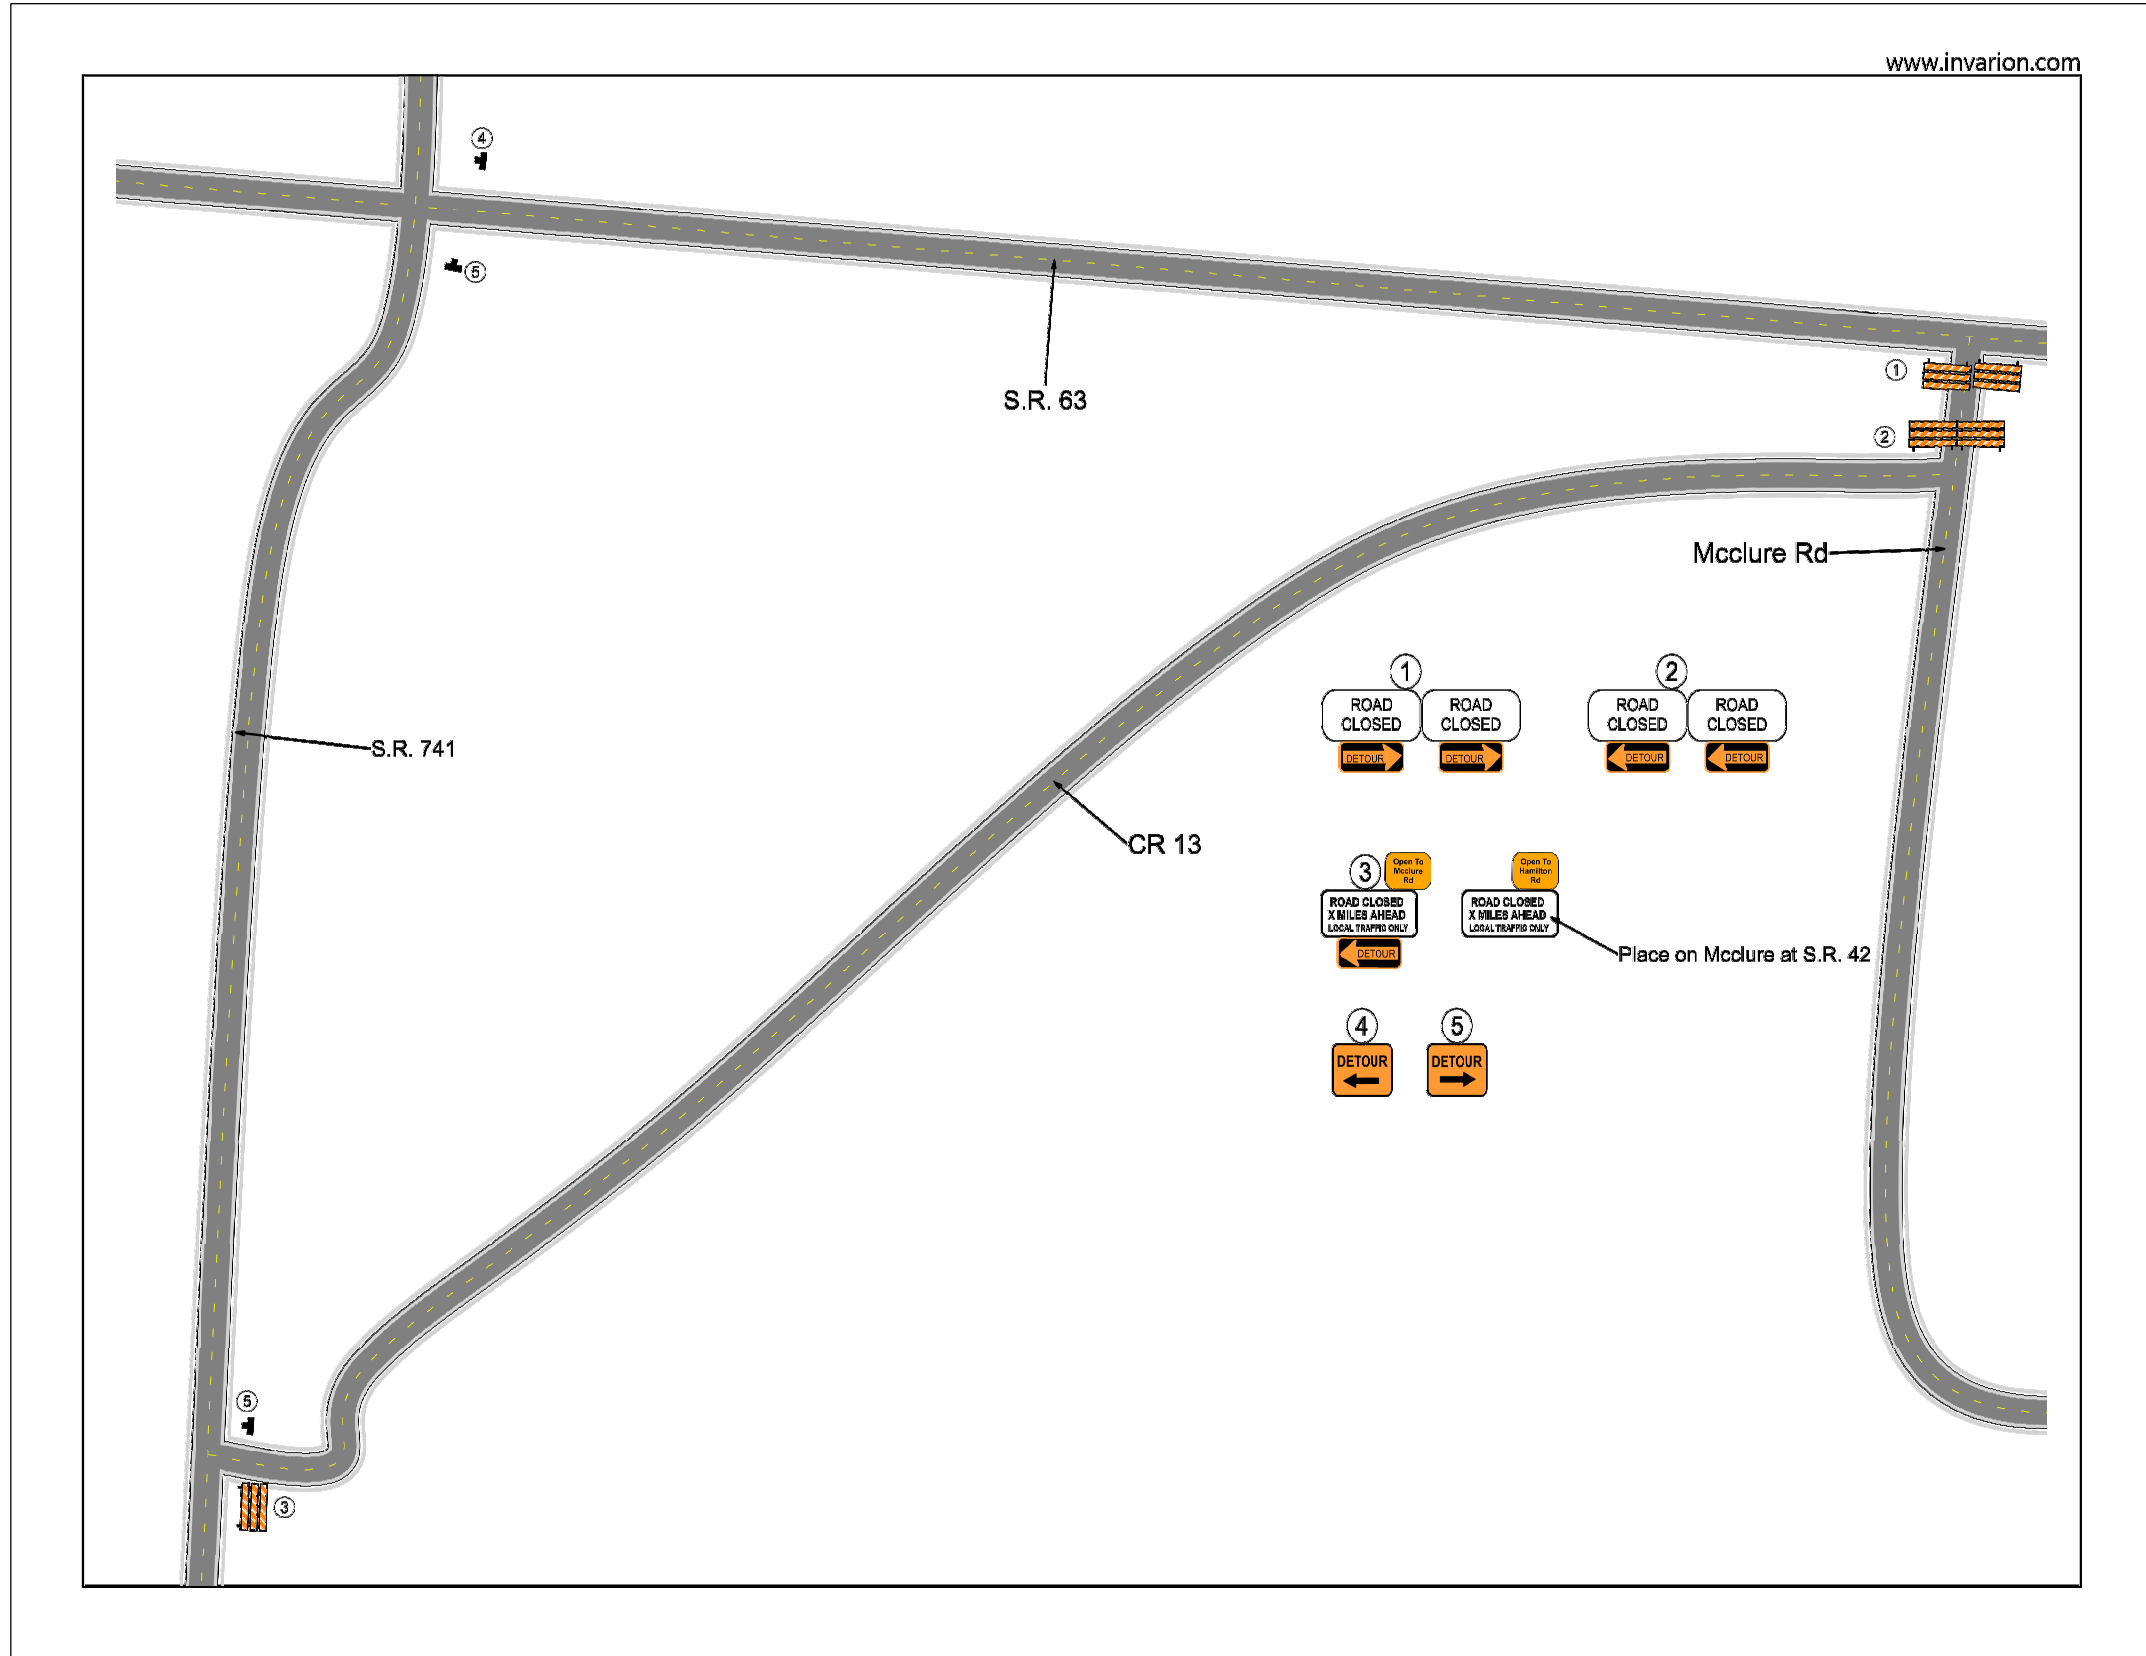 www.invarion.com
4
5
S.R. 63
1
2
Mcclure Rd
S.R. 741
CR 13
1
ROAD
CLOSED
ROAD
CLOSED
DETOUR
DETOUR
2
ROAD
CLOSED
ROAD
CLOSED
DETOUR
DETOUR
3
Open To
Mcclure
Rd
ROAD CLOSED
X MILES AHEAD
LOCAL TRAFFIC ONLY
DETOUR
Open To
Hamilton
Rd
ROAD CLOSED
X MILES AHEAD
LOCAL TRAFFIC ONLY
Place on Mcclure at S.R. 42
4
DETOUR
5
DETOUR
5
3